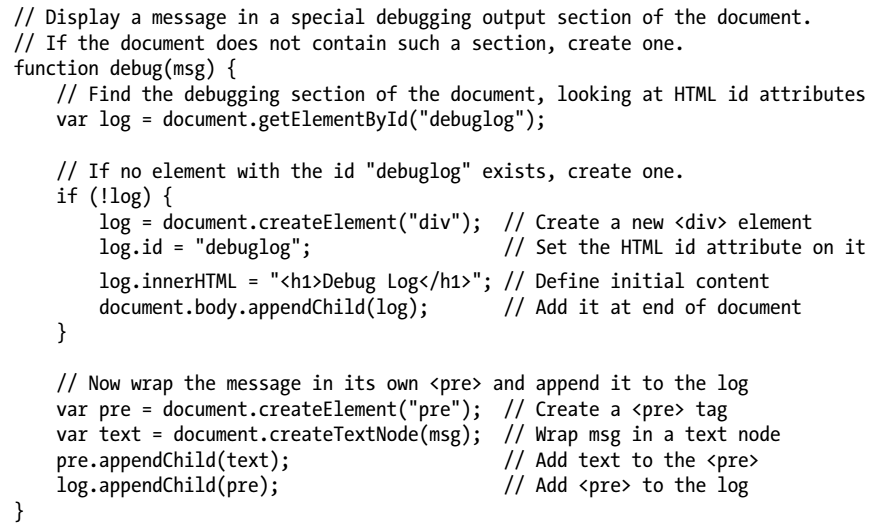 // Display a message in a special debugging output section of the document.
// If the document does not contain such a section, create one.
function debug(msg) {
    // Find the debugging section of the document, looking at HTML id attributes
    var log = document.getElementById("debuglog");

    // If no element with the id "debuglog" exists, create one.
    if (!log) {
        log = document.createElement("div");  // Create a new <div> element
        log.id = "debuglog";                  // Set the HTML id attribute on it
        log.innerHTML = "<h1>Debug Log</h1>"; // Define initial content
        document.body.appendChild(log);       // Add it at end of document
    }

    // Now wrap the message in its own <pre> and append it to the log
    var pre = document.createElement("pre");  // Create a <pre> tag
    var text = document.createTextNode(msg);  // Wrap msg in a text node
    pre.appendChild(text);                    // Add text to the <pre>
    log.appendChild(pre);                     // Add <pre> to the log
}